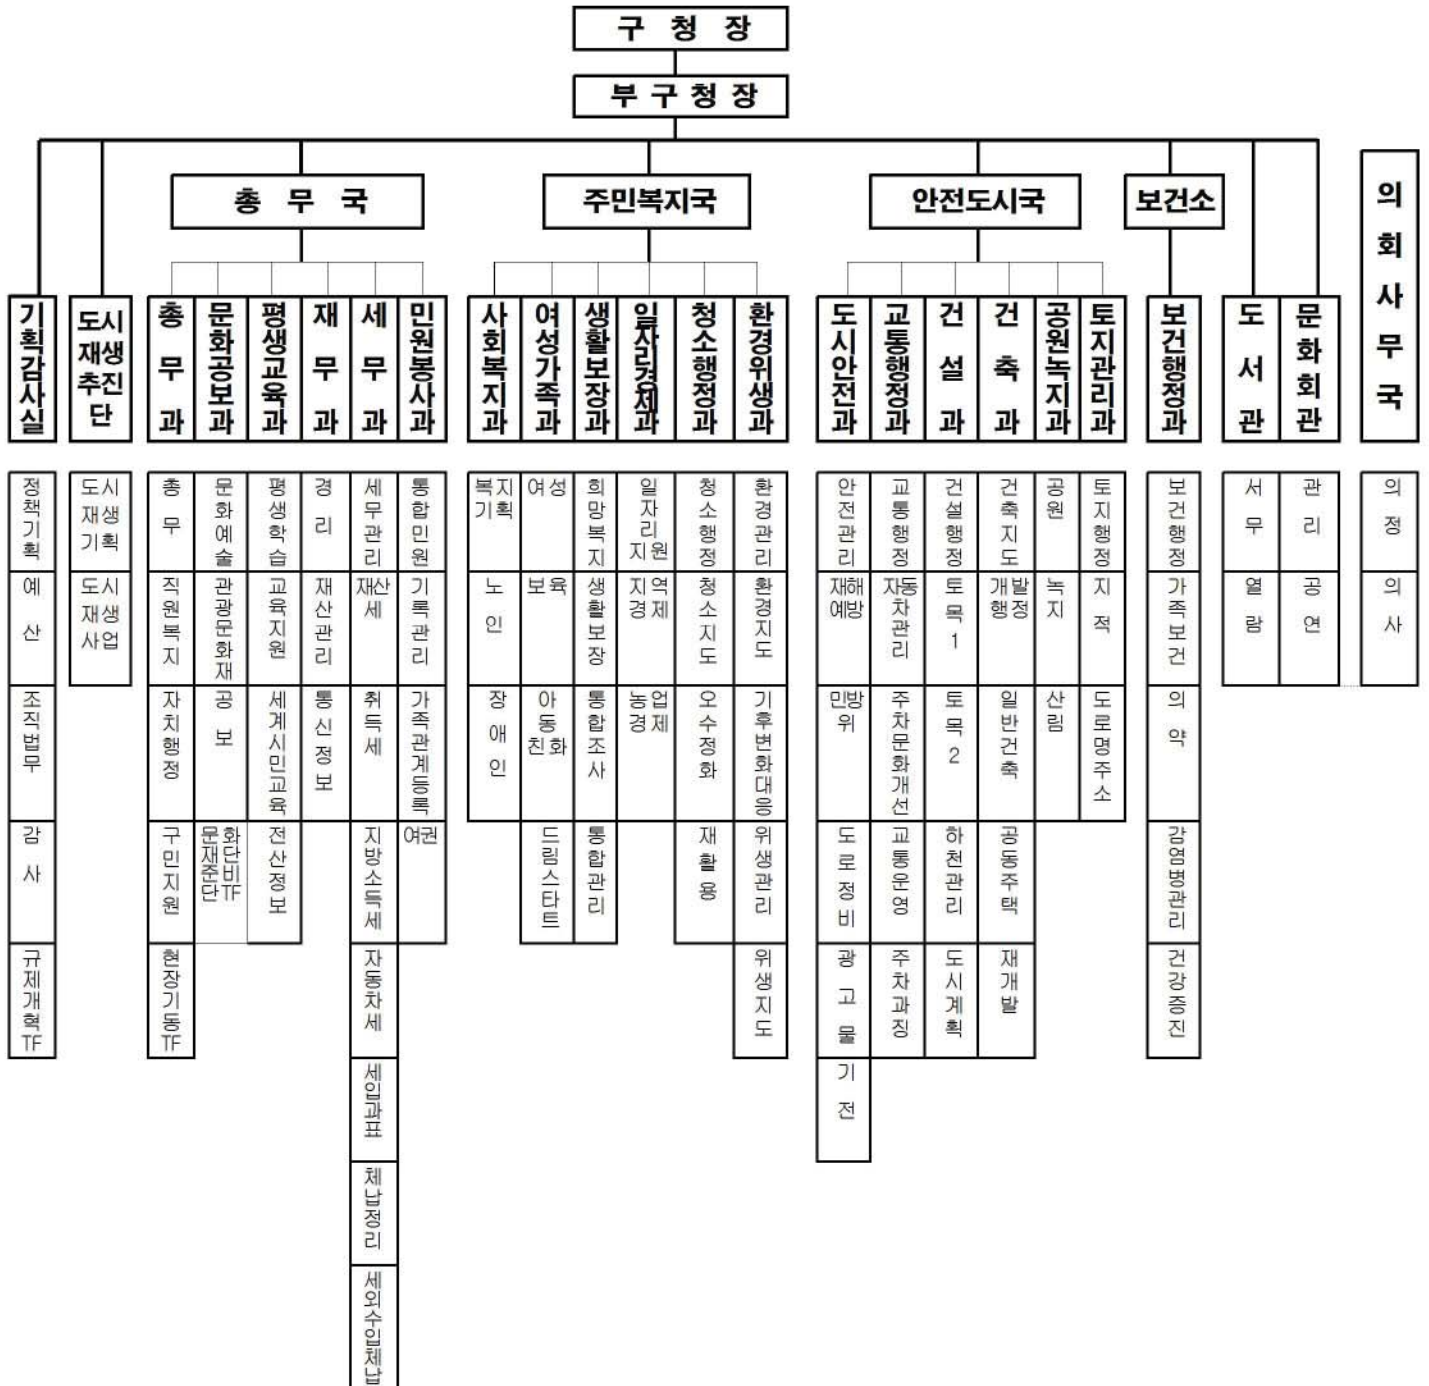 구 청 장
부 구 청 장
총 무 국
주민복지국
안전도시국
보건소
의회사무국
기획감사실
도시재생추진단
총무과
문화공보과
평생교육과
재무과
세무과
민원봉사과
사회복지과
여성가족과
생활보장과
일자리경제과
청소행정과
환경위생과
도시안전과
교통행정과
건설과
건축과
공원녹지과
토지관리과
보건행정과
도서관
문화회관
정책기획
예산
조직법무
감사
규제개혁TF
도시재생기획
도시재생사업
총무
직원복지
자치행정
구민지원
현장기동TF
문화예술
관광문화재
공보
문화재단준비단TF
평생학습
교육지원
세계시민교육
전산정보
경리
재산관리
통신정보
세무관리
재산세
취득세
지방소득세
자동차세
세입과표
체납정리
세외수입체납
통합민원
기록관리
가족관계등록
여권
복지기획
노인
장애인
여성
보육
아동친화
드림스타트
희망복지
생활보장
통합조사
통합관리
일자리지원
지역경제
농업경제
청소행정
청소지도
오수정화
재활용
환경관리
환경지도
기후변화대응
위생관리
위생지도
안전관리
재해예방
민방위
도로정비
광고물
기전
교통행정
자동차관리
주차문화개선
교통운영
주차과징
건설행정
토목1
토목2
하천관리
도시계획
건축지도
개발행정
일반건축
공동주택
재개발
공원
녹지
산림
토지행정
지적
도로명주소
보건행정
가족보건
의약
감염병관리
건강증진
서무
열람
관리
공연
의정
의사